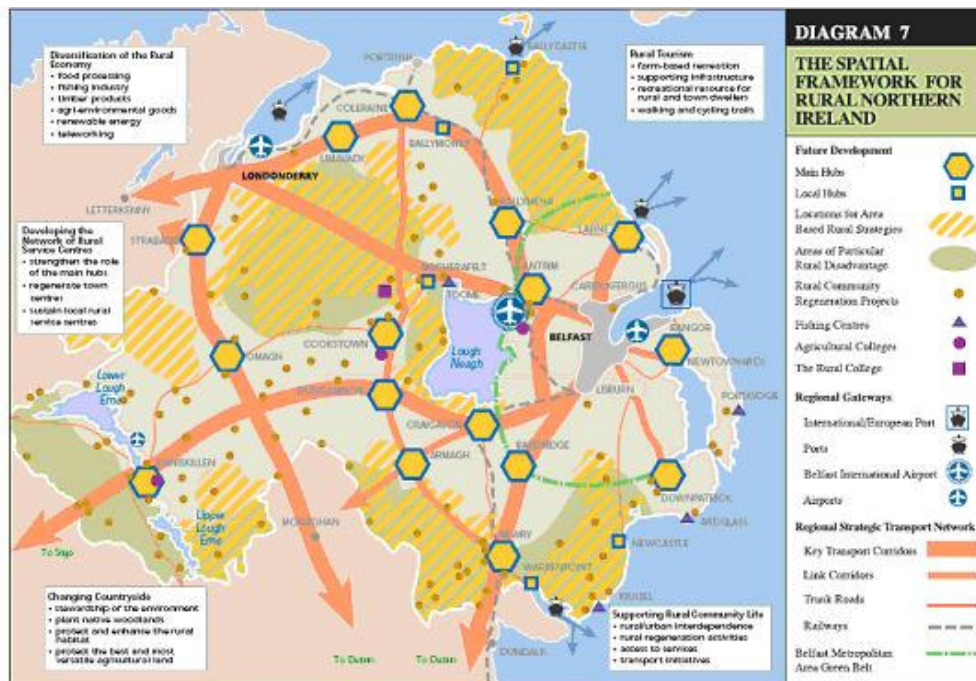 Diversification of the Rural
Economy
• food processing
• fishing industry
• timber products
• agri-environmental goods
• renewable energy
• teleworking
Rural Tourism
• farm-based recreation
• supporting infrastructure
• recreational resource for
rural and town dwellers
• walking and cycling trails
Developing the
Network of Rural
Service Centres
• strengthen the role
of the main hubs
• regenerate town
centres
• sustain local rural
service centres
Changing Countryside
• stewardship of the environment
• plant native woodlands
• protect and enhance the rural
habitat
• protect the best and most
versatile agricultural land
Supporting Rural Community Life
• rural/urban interdependence
• rural regeneration activities
• access to services
• transport initiatives
PORTRUSH
BALLYCASTLE
COLERAINE
BALLYMONEY
LIMAVADY
LONDONDERRY
LETTERKENNY
STRABANE
BALLYMENA
LARNE
MAGHERAFELT
ANTRIM
CARRICKFERGUS
TOOME
BELFAST
BANGOR
NEWTOWNARDS
COOKSTOWN
Lough
Neagh
OMAGH
LISBURN
Lower
Lough
Erne
DUNGANNON
PORTAVOGIE
CRAIGAVON
BANBRIDGE
ARMAGH
ENNISKILLEN
DOWNPATRICK
ARDGLASS
Upper
Lough
Erne
MONAGHAN
NEWRY
NEWCASTLE
WARRENPOINT
KILKEEL
To Sligo
To Dublin
To Dublin
DUNDALK
DIAGRAM 7
THE SPATIAL
FRAMEWORK FOR
RURAL NORTHERN
IRELAND
Future Development
Main Hubs
Local Hubs
Locations for Area
Based Rural Strategies
Areas of Particular
Rural Disadvantage
Rural Community
Regeneration Projects
Fishing Centres
Agricultural Colleges
The Rural College
Regional Gateways
International/European Port
Ports
Belfast International Airport
Airports
Regional Strategic Transport Network
Key Transport Corridors
Link Corridors
Trunk Roads
Railways
Belfast Metropolitan
Area Green Belt